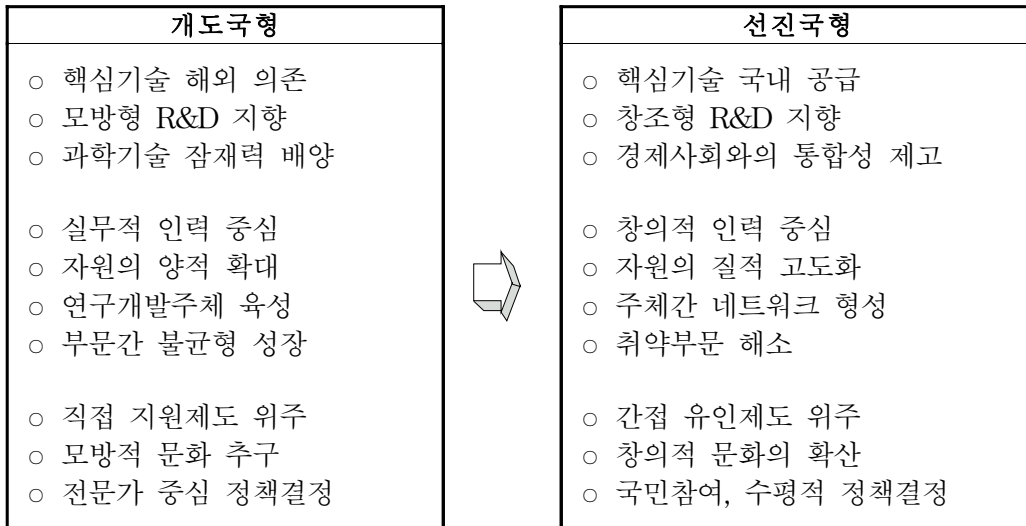 개도국형
○ 핵심기술 해외 의존
○ 모방형 R&D 지향
○ 과학기술 잠재력 배양
○ 실무적 인력 중심
○ 자원의 양적 확대
○ 연구개발주체 육성
○ 부문간 불균형 성장
○ 직접 지원제도 위주
○ 모방적 문화 추구
○ 전문가 중심 정책결정
선진국형
○ 핵심기술 국내 공급
○ 창조형 R&D 지향
○ 경제사회와의 통합성 제고
○ 창의적 인력 중심
○ 자원의 질적 고도화
○ 주체간 네트워크 형성
○ 취약부문 해소
○ 간접 유인제도 위주
○ 창의적 문화의 확산
○ 국민참여, 수평적 정책결정